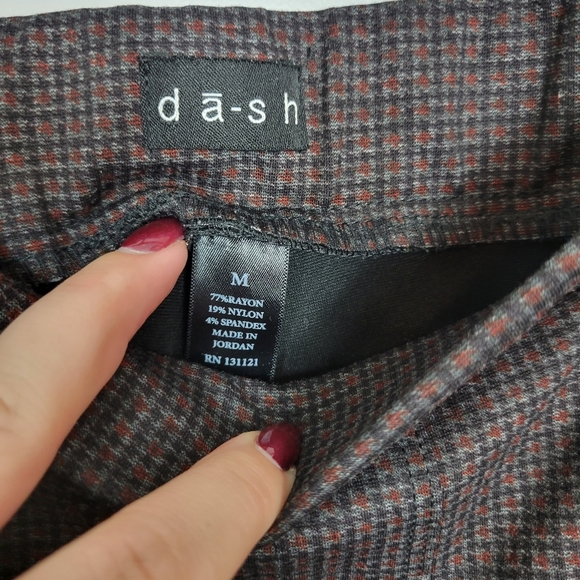 dā-sh
M
77%RAYON
19% NYLON
4% SPANDEX
MADE IN
JORDAN
RN 131121